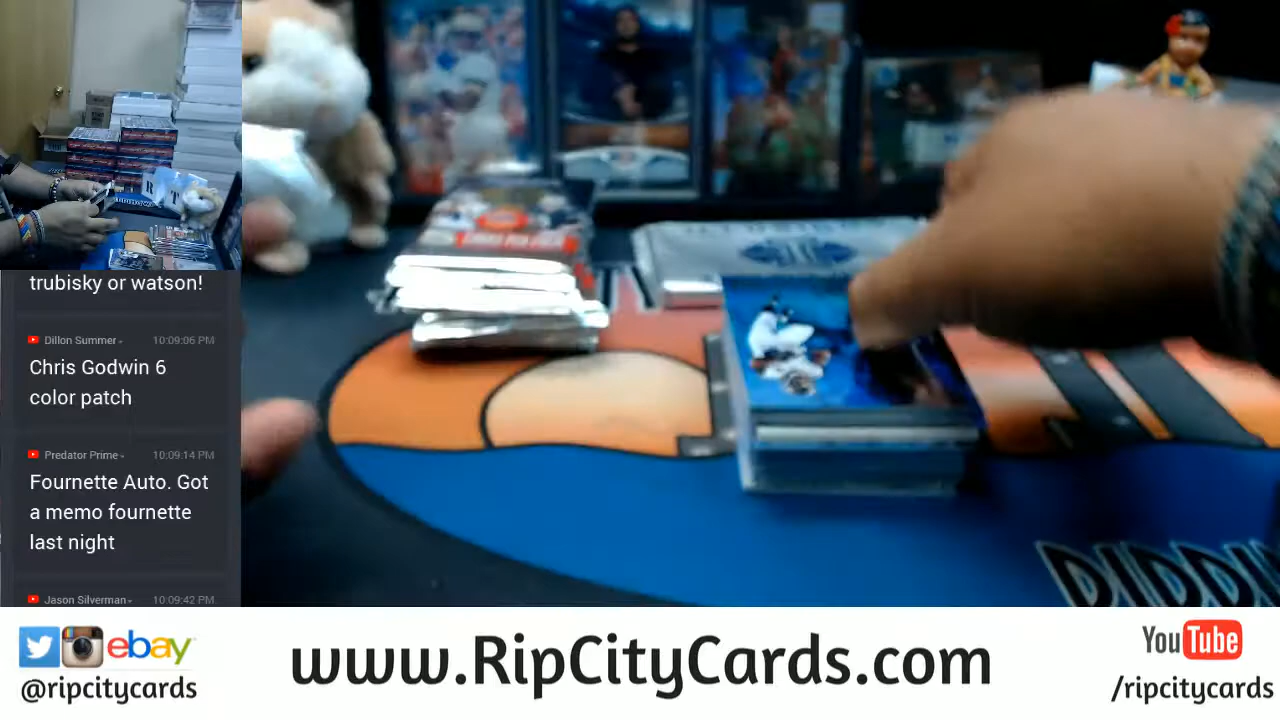 trubisky or watson!
Dillon Summer 10:09:06 PM
Chris Godwin 6
color patch
Predator Prime 10:09:14 PM
Fournette Auto. Got
a memo fournette
last night
Jason Silverman 10:09:42 PM
R T
ebay
@ripcitycards
www.RipCityCards.com
YouTube
/ripcitycards